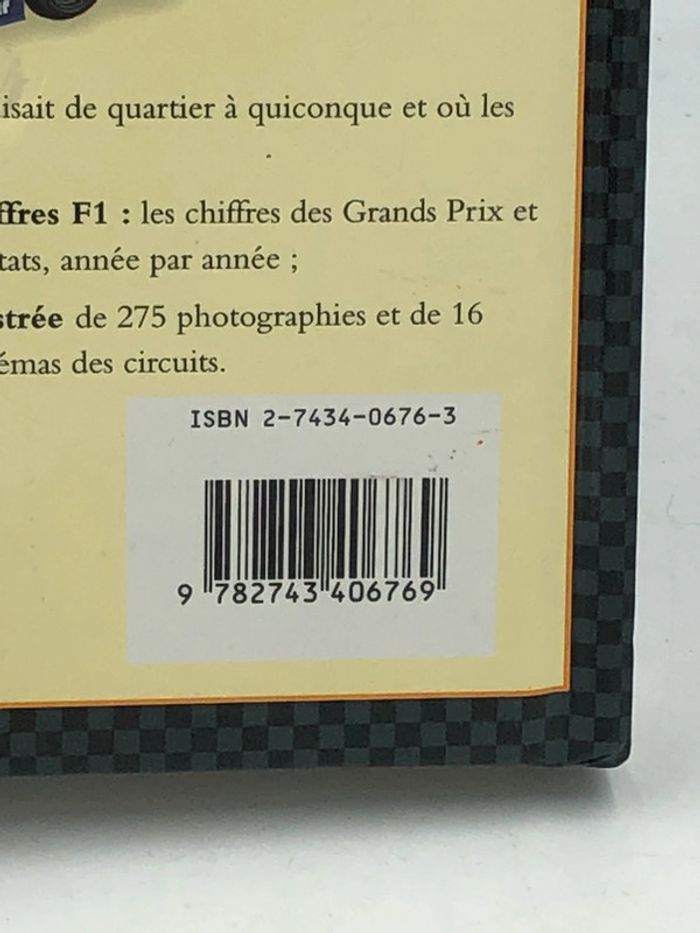 isait de quartier à quiconque et où les
ffres F1 : les chiffres des Grands Prix et
tats, année par année ;
strée de 275 photographies et de 16
émas des circuits.
ISBN 2-7434-0676-3
9 782743 406769